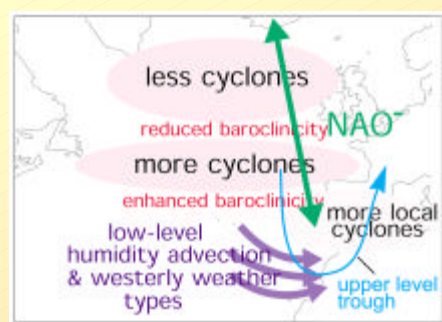 less cyclones
reduced baroclinicity
NAO-
more cyclones
enhanced baroclinicity
more local
cyclones
low-level
humidity advection
& westerly weather
types
upper level
trough